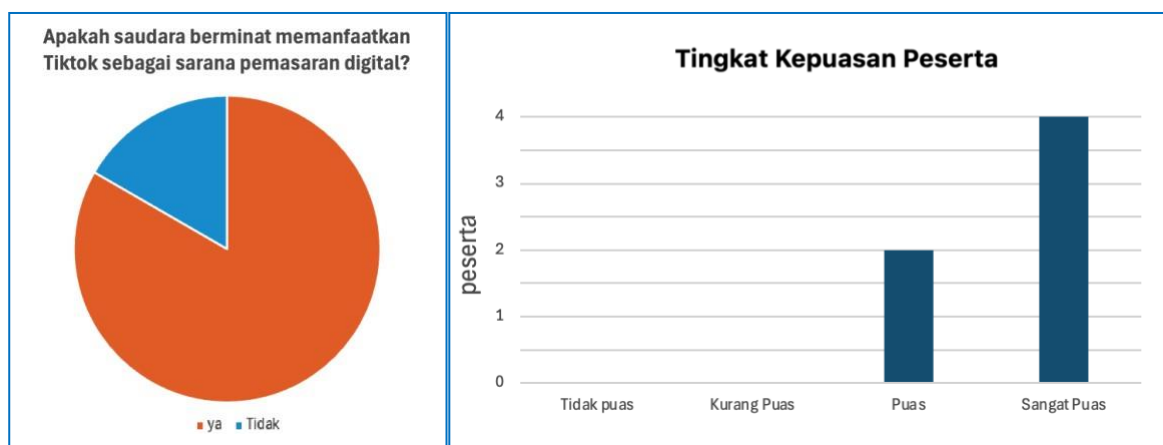 Apakah saudara berminat memanfaatkan
Tiktok sebagai sarana pemasaran digital?
ya Tidak
Tingkat Kepuasan Peserta
peserta
4
3
2
1
0
Tidak puas Kurang Puas Puas Sangat Puas